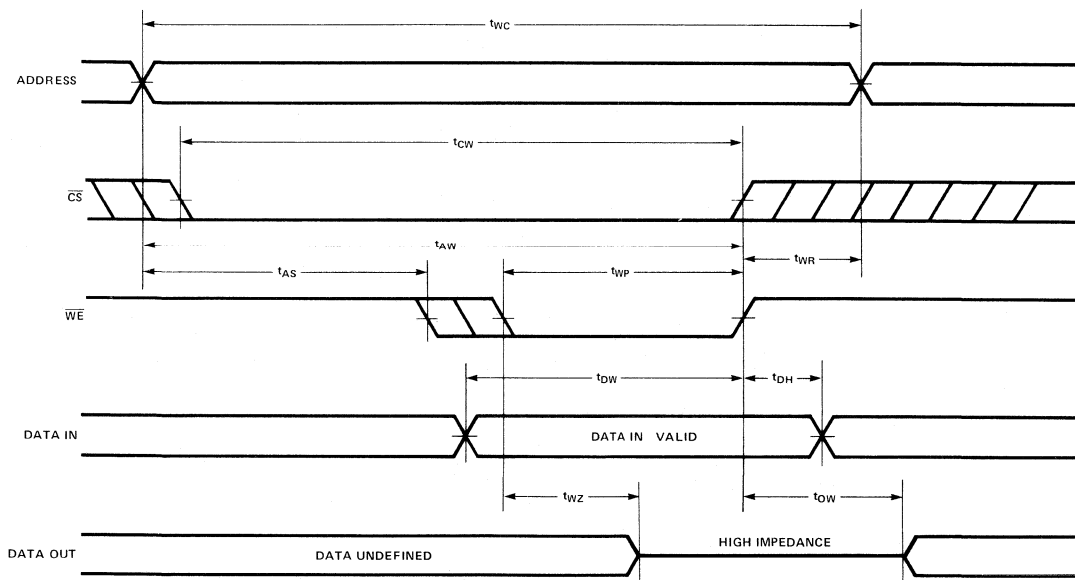 tWC
ADDRESS
tCW
CS
tAW
tAS
tWP
tWR
WE
tDW
tDH
DATA IN
DATA IN VALID
tWZ
tOW
DATA OUT
DATA UNDEFINED
HIGH IMPEDANCE